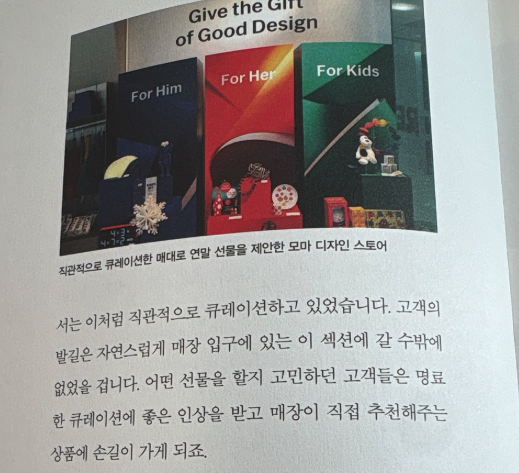 Give the Gift
of Good Design
For Him
For Her
For Kids
직관적으로 큐레이션한 매대로 연말 선물을 제안한 모마 디자인 스토어
서는 이처럼 직관적으로 큐레이션하고 있었습니다. 고객의
발길은 자연스럽게 매장 입구에 있는 이 섹션에 갈 수밖에
없었을 겁니다. 어떤 선물을 할지 고민하던 고객들은 명료
한 큐레이션에 좋은 인상을 받고 매장이 직접 추천해주는
상품에 손길이 가게 되죠.